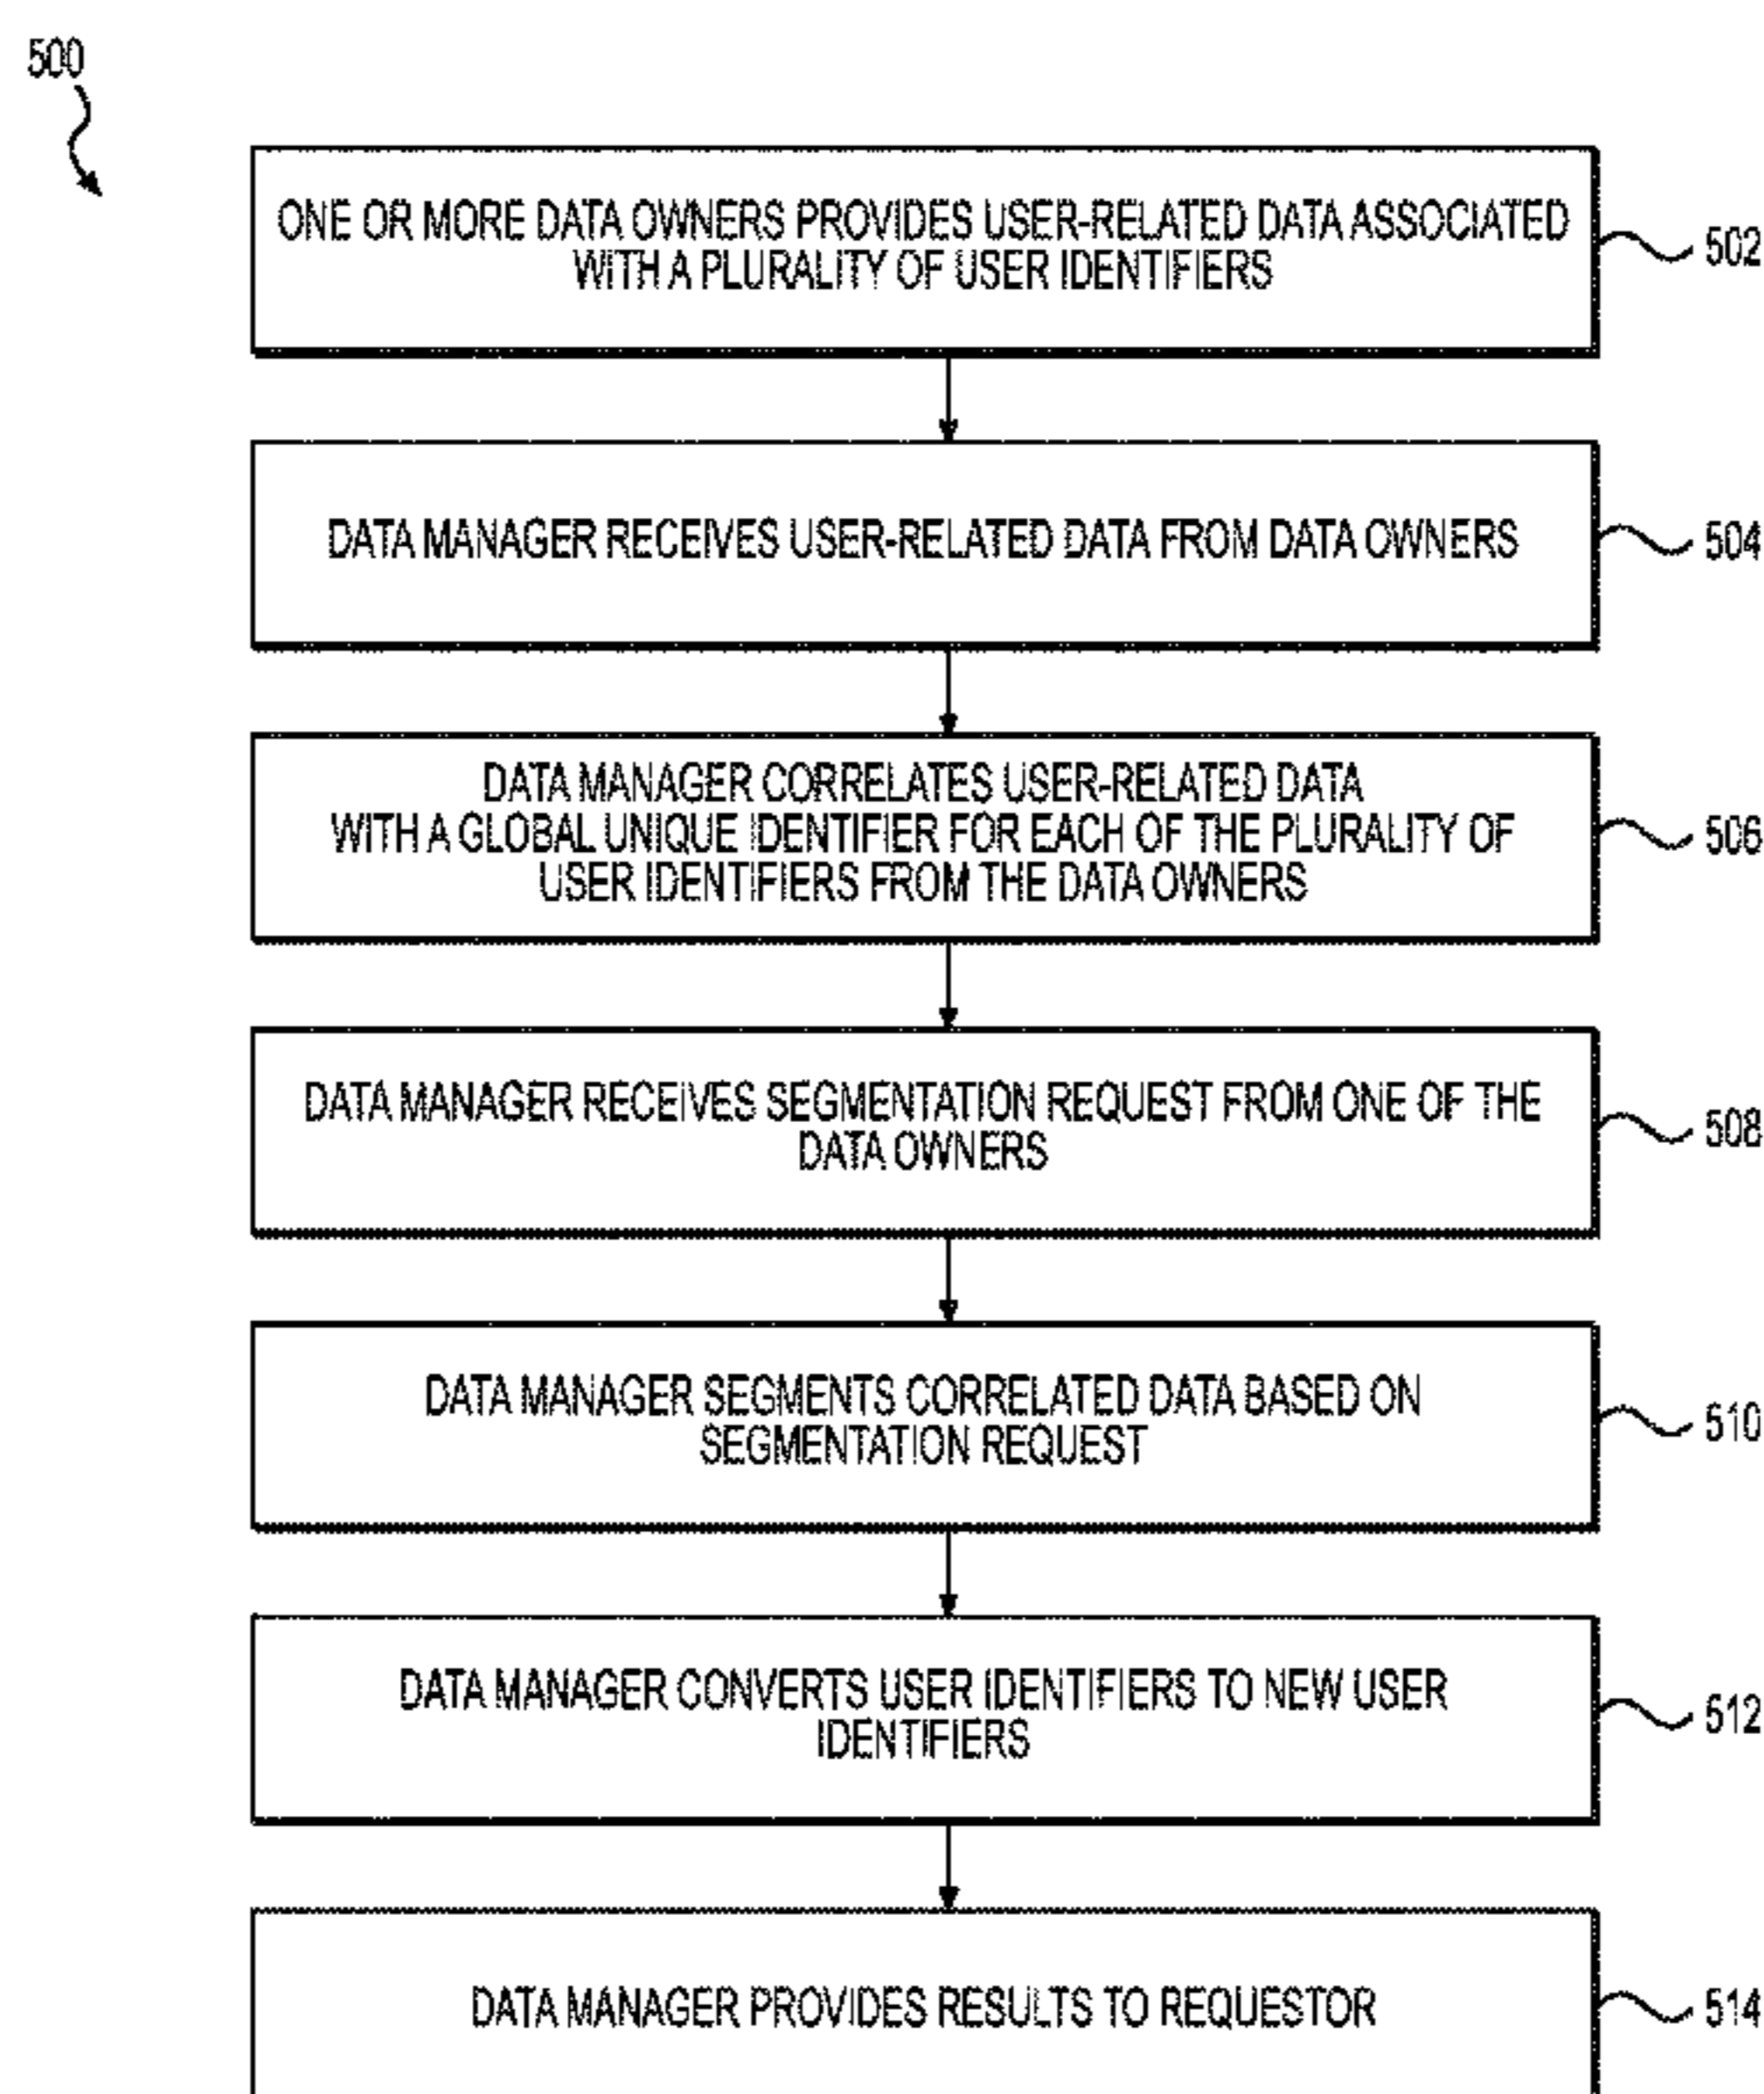 500
ONE OR MORE DATA OWNERS PROVIDES USER-RELATED DATA ASSOCIATED
WITH A PLURALITY OF USER IDENTIFIERS
502
DATA MANAGER RECEIVES USER-RELATED DATA FROM DATA OWNERS
504
DATA MANAGER CORRELATES USER-RELATED DATA
WITH A GLOBAL UNIQUE IDENTIFIER FOR EACH OF THE PLURALITY OF
USER IDENTIFIERS FROM THE DATA OWNERS
506
DATA MANAGER RECEIVES SEGMENTATION REQUEST FROM ONE OF THE
DATA OWNERS
508
DATA MANAGER SEGMENTS CORRELATED DATA BASED ON
SEGMENTATION REQUEST
510
DATA MANAGER CONVERTS USER IDENTIFIERS TO NEW USER
IDENTIFIERS
512
DATA MANAGER PROVIDES RESULTS TO REQUESTOR
514